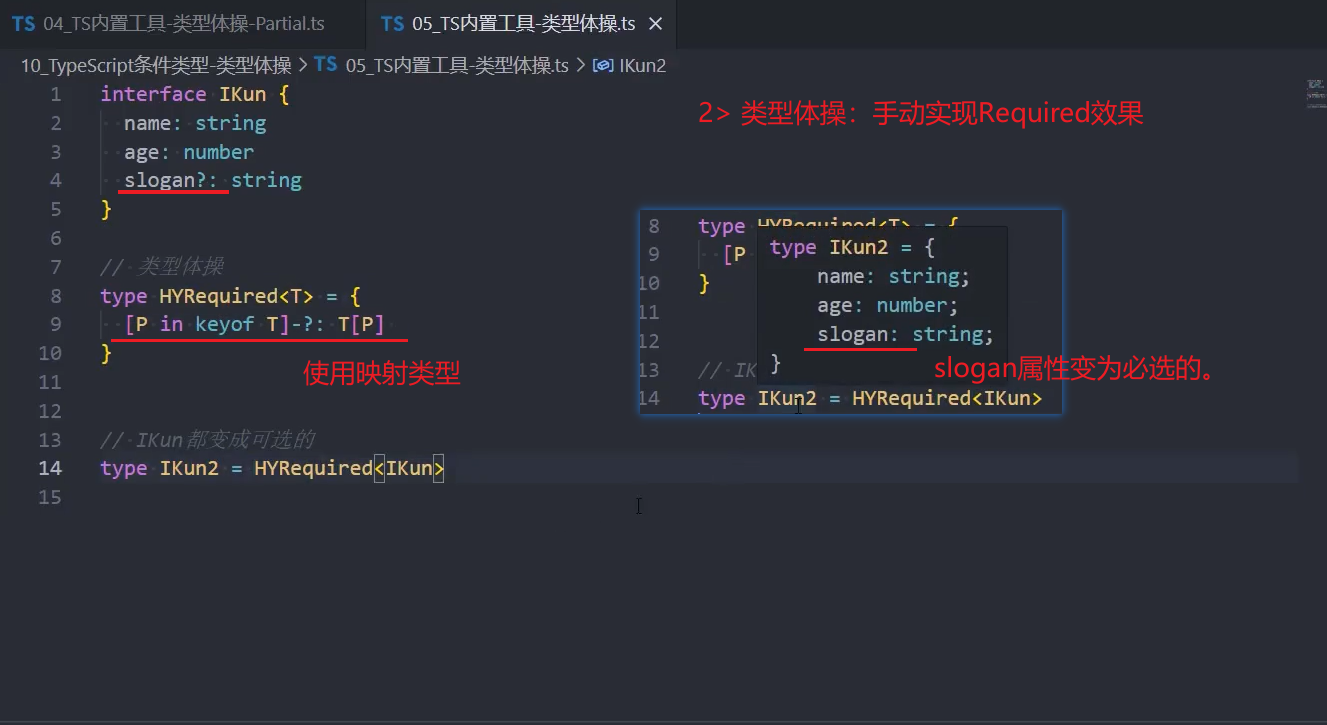 TS 04_TS内置工具-类型体操-Partial.ts TS 05_TS内置工具-类型体操.ts ×
10_TypeScript条件类型-类型体操 > TS 05_TS内置工具-类型体操.ts > IKun2
1 interface IKun {
2 name: string
3 age: number
4 slogan?: string
5 }
6
7 // 类型体操
8 type HYRequired<T> = {
9 [P in keyof T]-?: T[P]
10 }
11
12
13 // IKun都变成可选的
14 type IKun2 = HYRequired<IKun>
15
2> 类型体操：手动实现Required效果
使用映射类型
8 type HYRequired<T> = {
9 [P
10 }
11
12
13 // IK
type IKun2 = {
name: string;
age: number;
slogan: string;
}
14 type IKun2 = HYRequired<IKun>
slogan属性变为必选的。